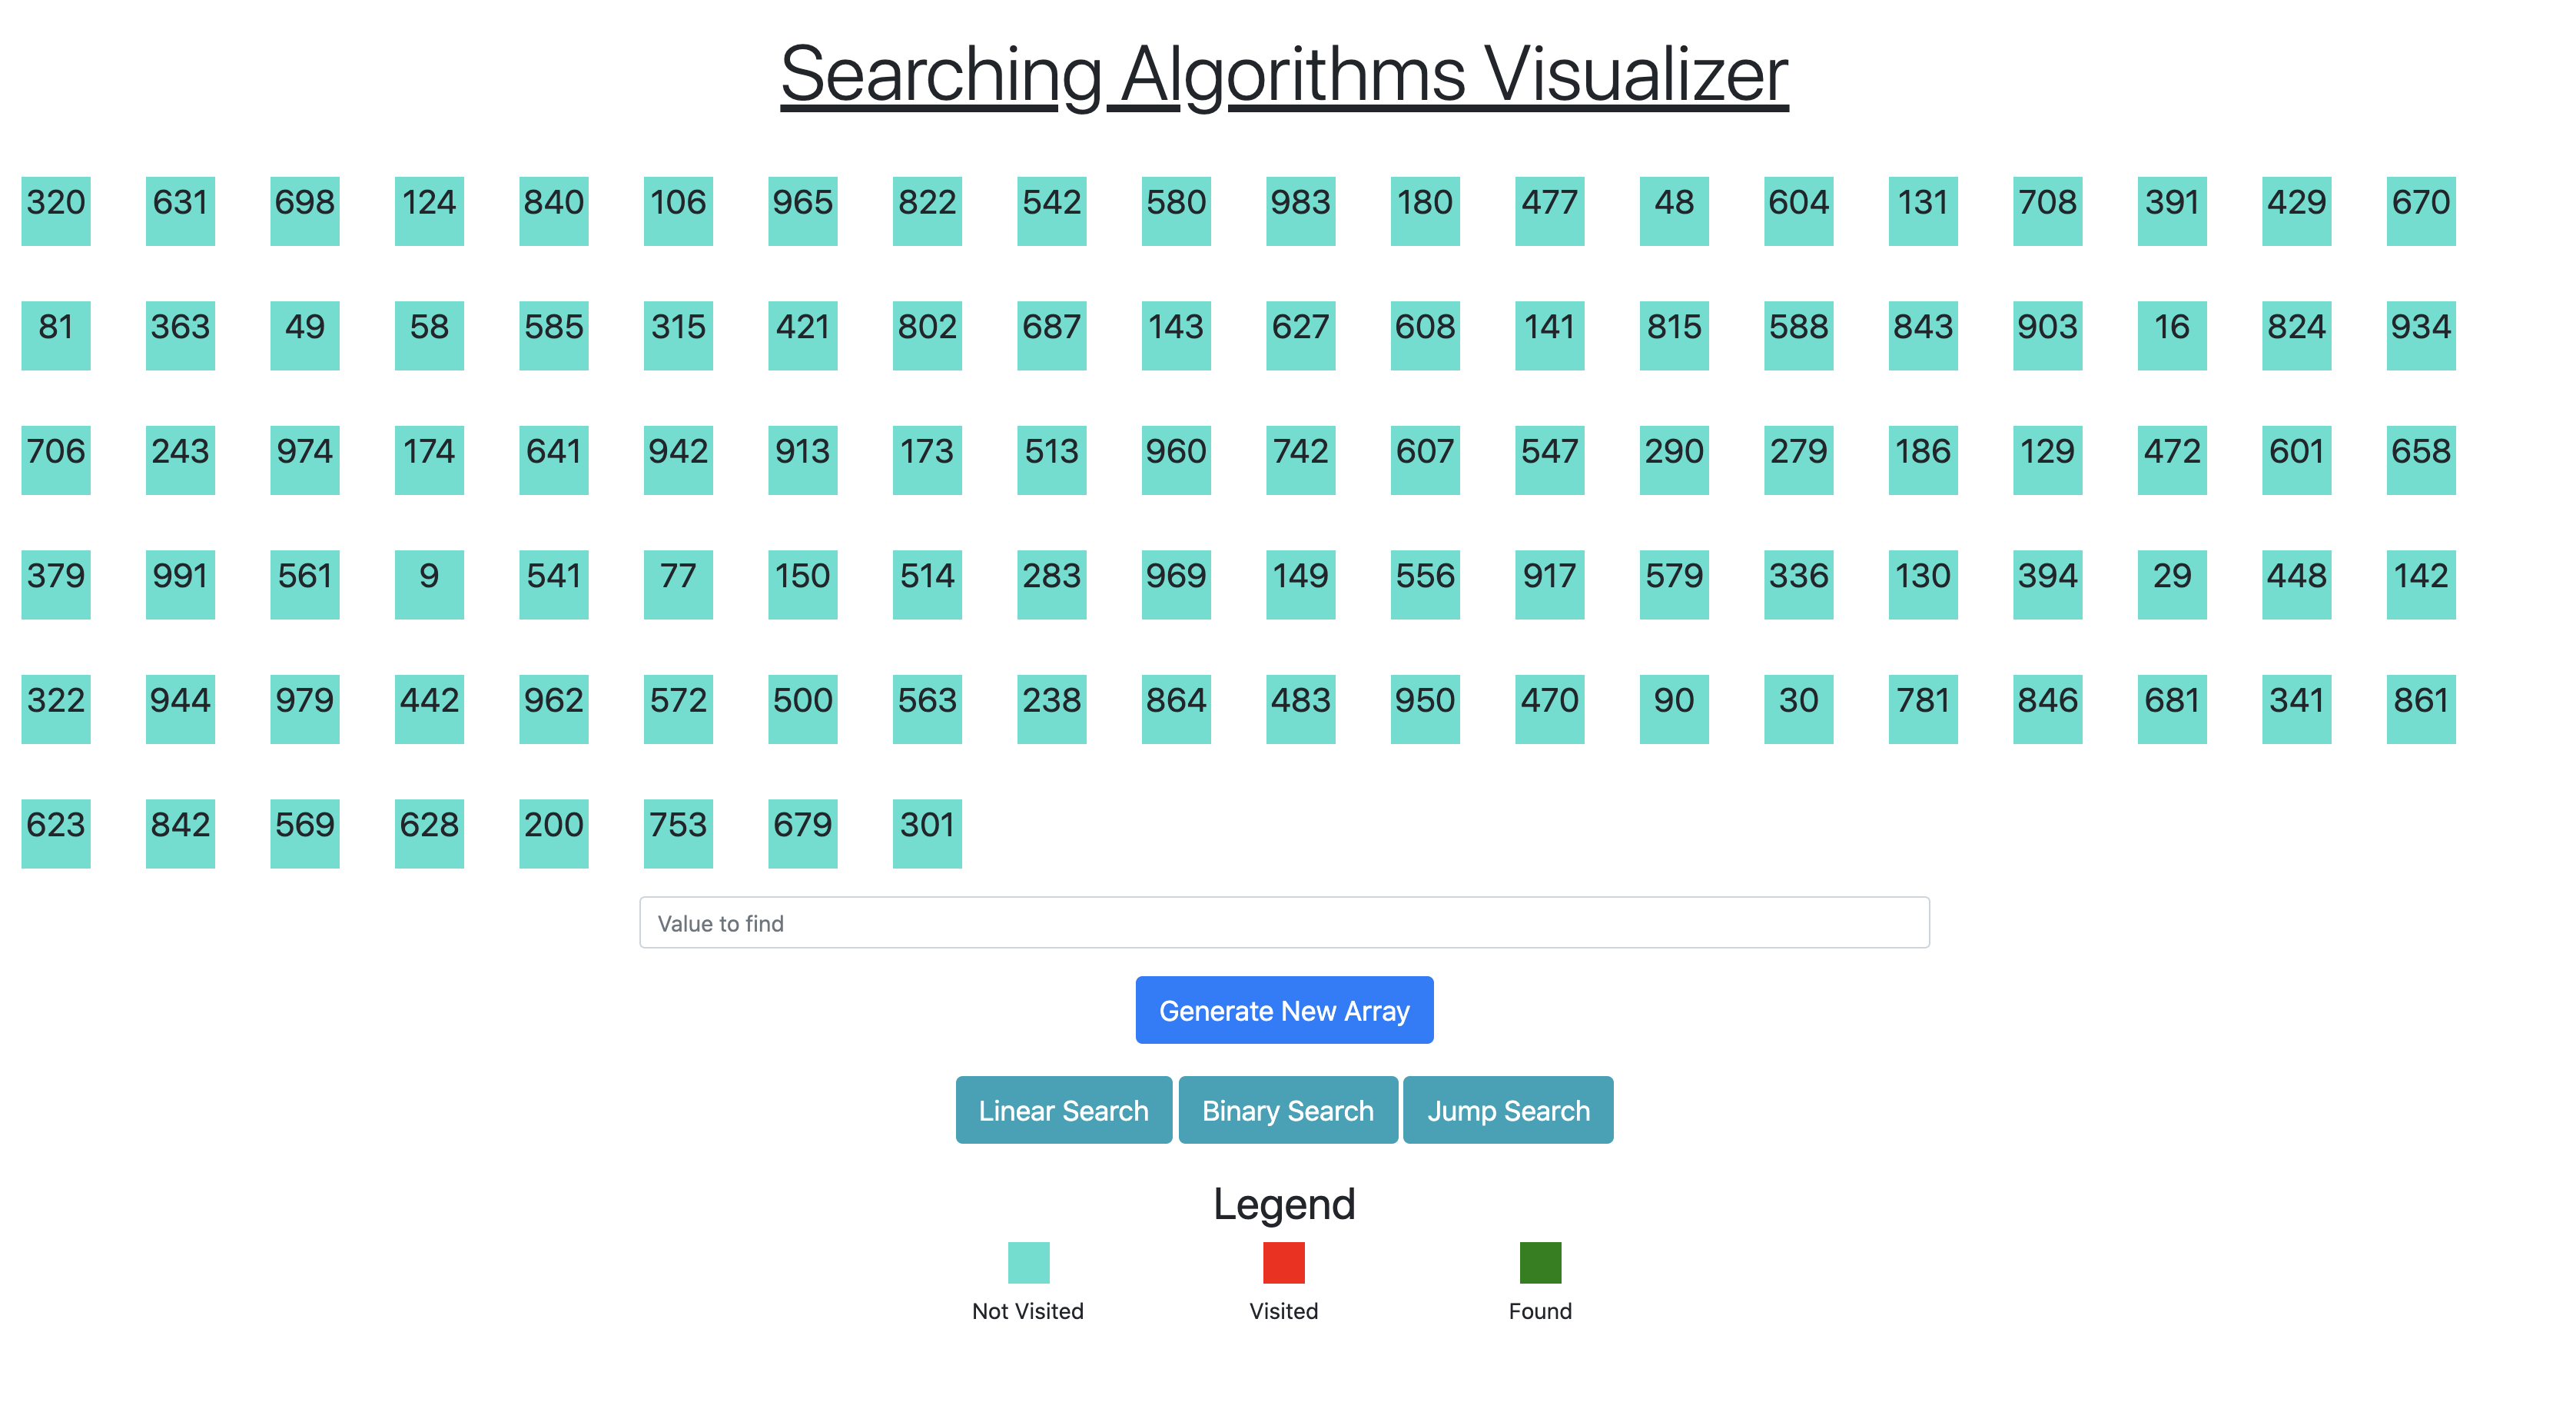 Searching Algorithms Visualizer
320 631 698 124 840 106 965 822 542 580 983 180 477 48 604 131 708 391 429 670
81 363 49 58 585 315 421 802 687 143 627 608 141 815 588 843 903 16 824 934
706 243 974 174 641 942 913 173 513 960 742 607 547 290 279 186 129 472 601 658
379 991 561 9 541 77 150 514 283 969 149 556 917 579 336 130 394 29 448 142
322 944 979 442 962 572 500 563 238 864 483 950 470 90 30 781 846 681 341 861
623 842 569 628 200 753 679 301
Value to find
Generate New Array
Linear Search Binary Search Jump Search
Legend
Not Visited Visited Found